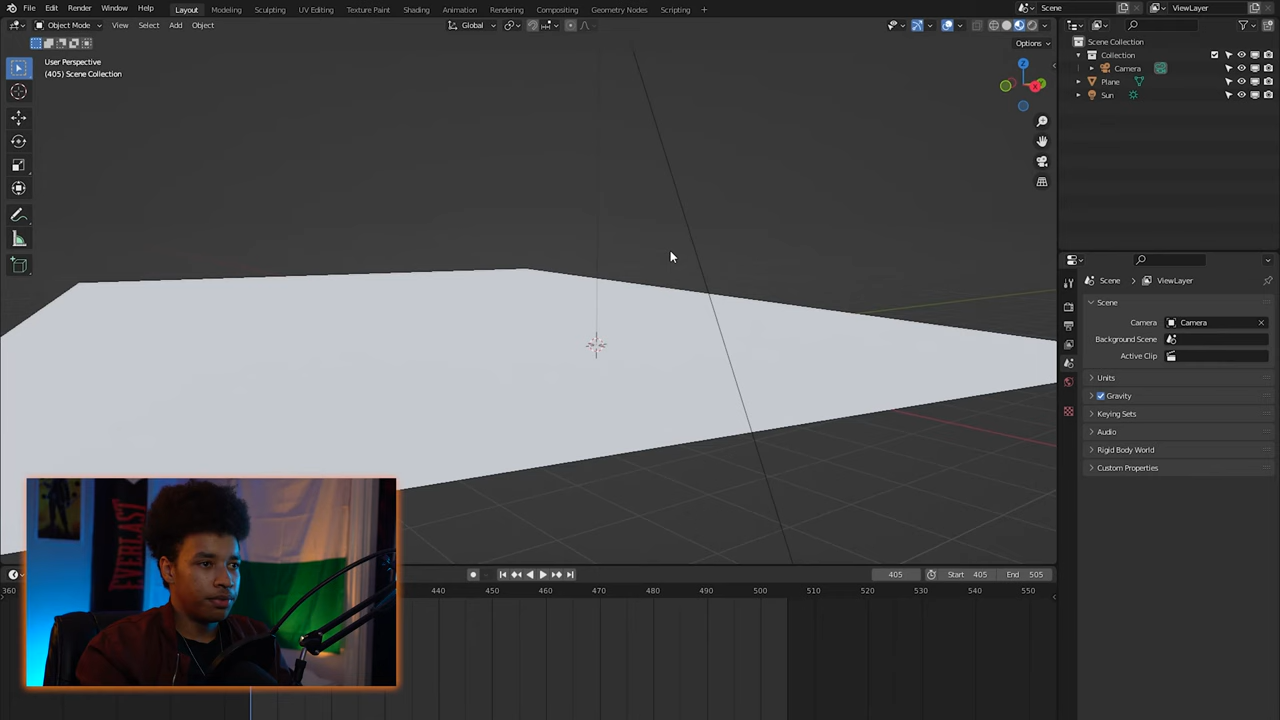 File Edit Render Window Help Layout Modeling Sculpting UV Editing Texture Paint Shading Animation Rendering Compositing Geometry Nodes Scripting + Scene ViewLayer
Object Mode View Select Add Object Global
Options
User Perspective
(405) Scene Collection
Z
X
Y
Scene Collection
Collection
Camera
Plane
Sun
Scene ViewLayer
Scene
Camera Camera
Background Scene
Active Clip
Units
Gravity
Keying Sets
Audio
Rigid Body World
Custom Properties
EVERLAST
405 Start 405 End 505
360 440 450 460 470 480 490 500 510 520 530 540 550